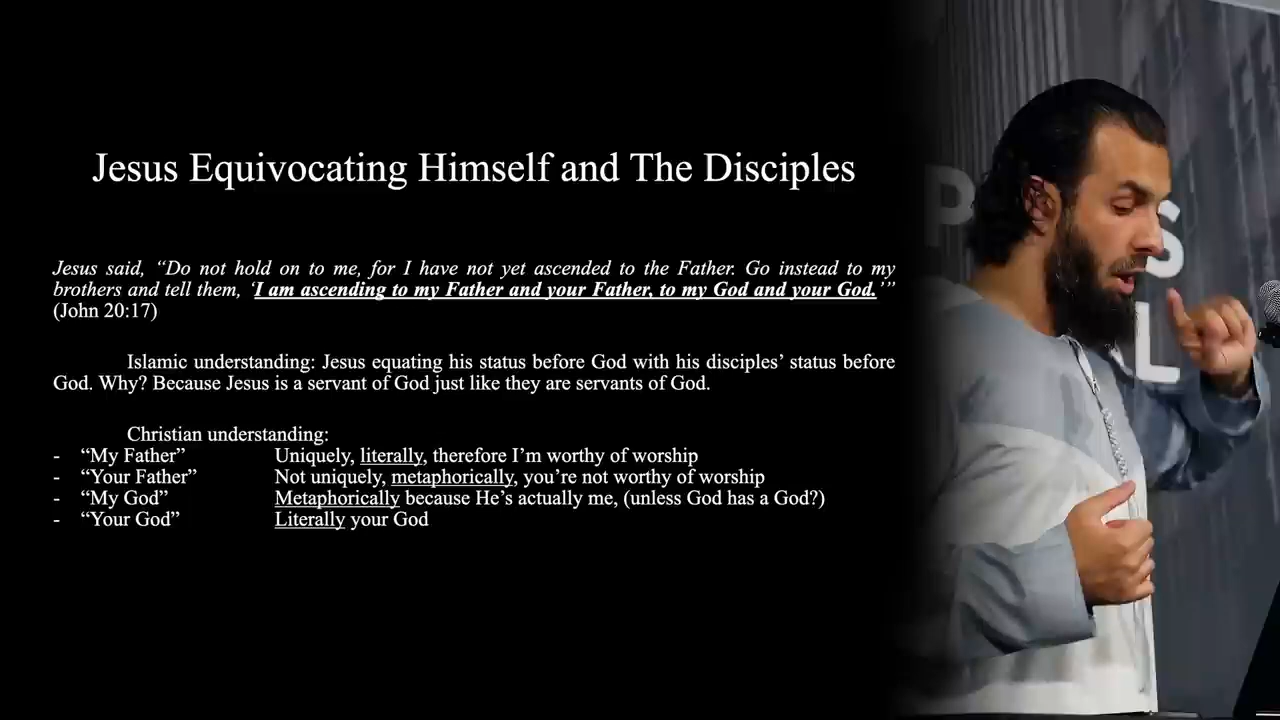 Jesus Equivocating Himself and The Disciples
Jesus said, “Do not hold on to me, for I have not yet ascended to the Father. Go instead to my
brothers and tell them, ‘I am ascending to my Father and your Father, to my God and your God.’”
(John 20:17)
Islamic understanding: Jesus equating his status before God with his disciples’ status before
God. Why? Because Jesus is a servant of God just like they are servants of God.
Christian understanding:
- “My Father” Uniquely, literally, therefore I’m worthy of worship
- “Your Father” Not uniquely, metaphorically, you’re not worthy of worship
- “My God” Metaphorically because He’s actually me, (unless God has a God?)
- “Your God” Literally your God